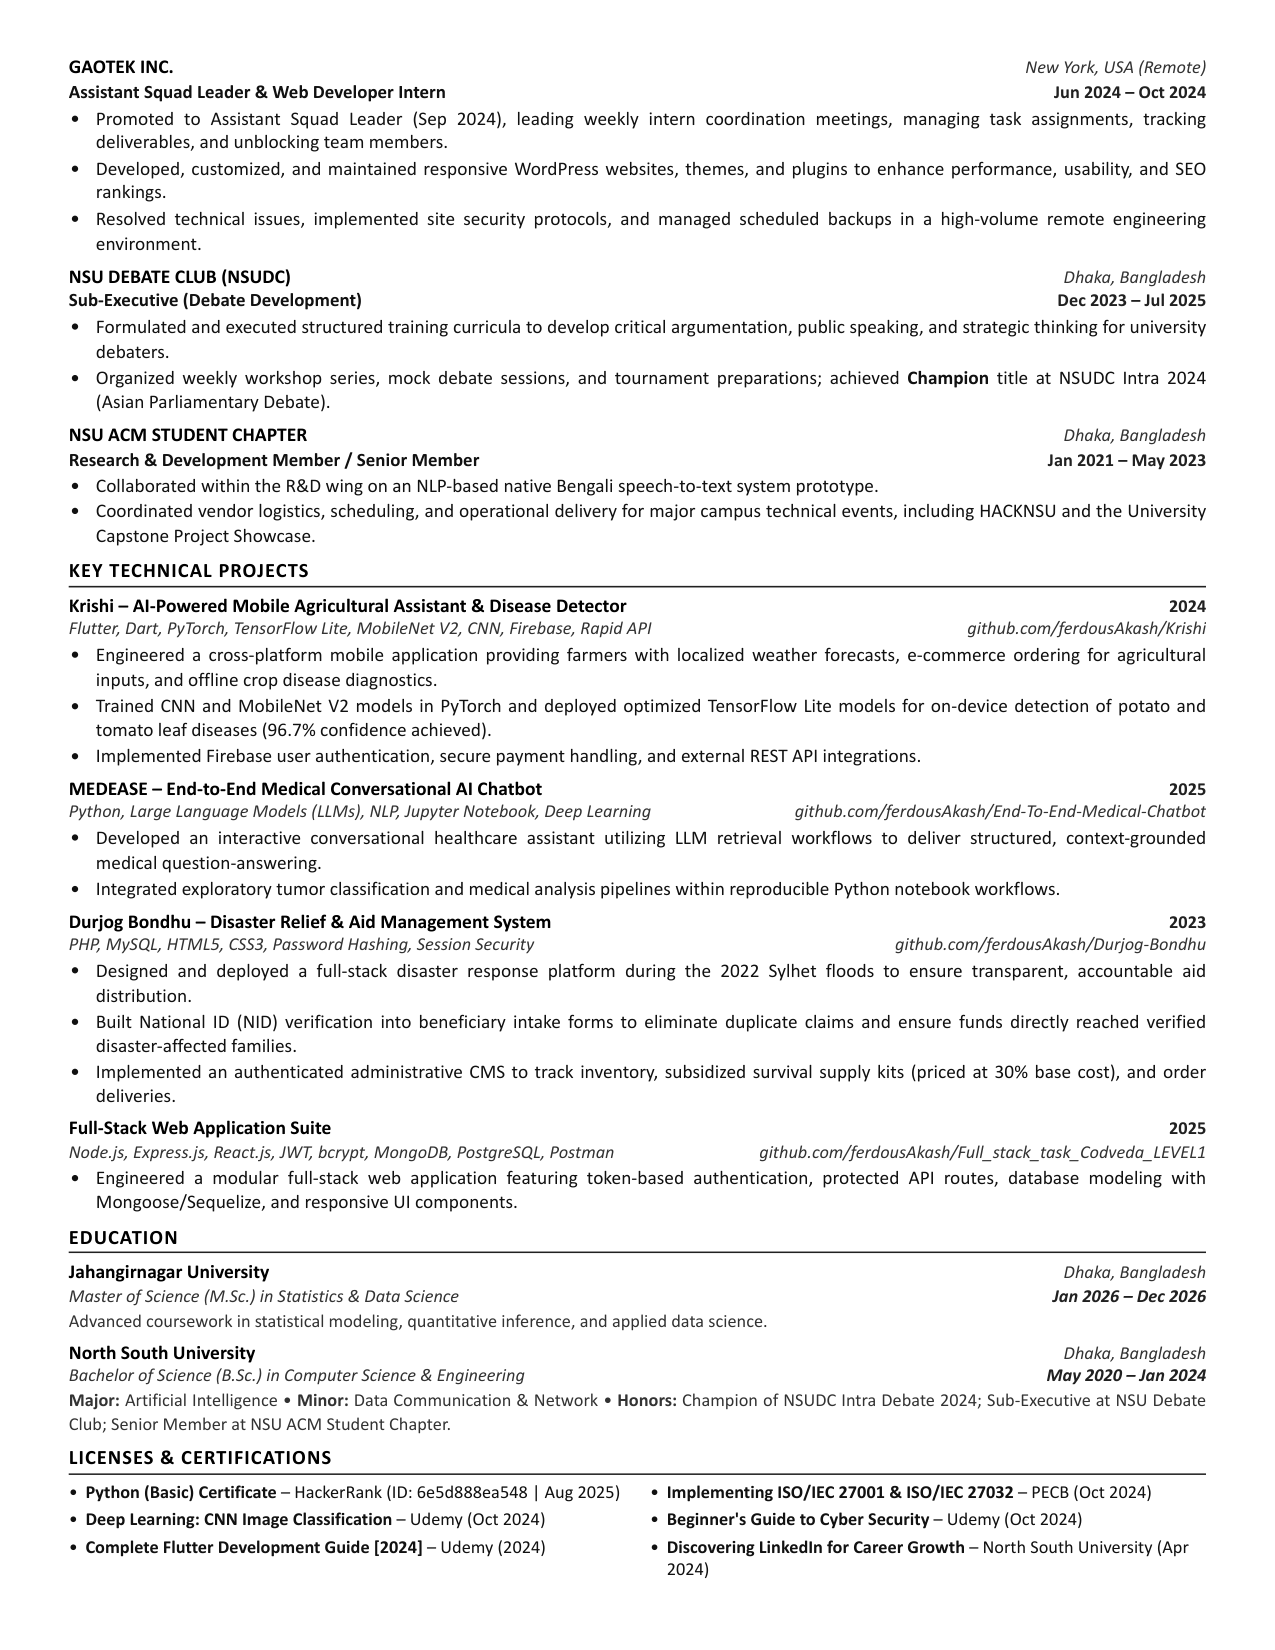 GAOTEK INC. New York, USA (Remote)
Assistant Squad Leader & Web Developer Intern Jun 2024 – Oct 2024
• Promoted to Assistant Squad Leader (Sep 2024), leading weekly intern coordination meetings, managing task assignments, tracking
deliverables, and unblocking team members.
• Developed, customized, and maintained responsive WordPress websites, themes, and plugins to enhance performance, usability, and SEO
rankings.
• Resolved technical issues, implemented site security protocols, and managed scheduled backups in a high-volume remote engineering
environment.
NSU DEBATE CLUB (NSUDC) Dhaka, Bangladesh
Sub-Executive (Debate Development) Dec 2023 – Jul 2025
• Formulated and executed structured training curricula to develop critical argumentation, public speaking, and strategic thinking for university
debaters.
• Organized weekly workshop series, mock debate sessions, and tournament preparations; achieved Champion title at NSUDC Intra 2024
(Asian Parliamentary Debate).
NSU ACM STUDENT CHAPTER Dhaka, Bangladesh
Research & Development Member / Senior Member Jan 2021 – May 2023
• Collaborated within the R&D wing on an NLP-based native Bengali speech-to-text system prototype.
• Coordinated vendor logistics, scheduling, and operational delivery for major campus technical events, including HACKNSU and the University
Capstone Project Showcase.
KEY TECHNICAL PROJECTS
Krishi – AI-Powered Mobile Agricultural Assistant & Disease Detector 2024
Flutter, Dart, PyTorch, TensorFlow Lite, MobileNet V2, CNN, Firebase, Rapid API github.com/ferdousAkash/Krishi
• Engineered a cross-platform mobile application providing farmers with localized weather forecasts, e-commerce ordering for agricultural
inputs, and offline crop disease diagnostics.
• Trained CNN and MobileNet V2 models in PyTorch and deployed optimized TensorFlow Lite models for on-device detection of potato and
tomato leaf diseases (96.7% confidence achieved).
• Implemented Firebase user authentication, secure payment handling, and external REST API integrations.
MEDEASE – End-to-End Medical Conversational AI Chatbot 2025
Python, Large Language Models (LLMs), NLP, Jupyter Notebook, Deep Learning github.com/ferdousAkash/End-To-End-Medical-Chatbot
• Developed an interactive conversational healthcare assistant utilizing LLM retrieval workflows to deliver structured, context-grounded
medical question-answering.
• Integrated exploratory tumor classification and medical analysis pipelines within reproducible Python notebook workflows.
Durjog Bondhu – Disaster Relief & Aid Management System 2023
PHP, MySQL, HTML5, CSS3, Password Hashing, Session Security github.com/ferdousAkash/Durjog-Bondhu
• Designed and deployed a full-stack disaster response platform during the 2022 Sylhet floods to ensure transparent, accountable aid
distribution.
• Built National ID (NID) verification into beneficiary intake forms to eliminate duplicate claims and ensure funds directly reached verified
disaster-affected families.
• Implemented an authenticated administrative CMS to track inventory, subsidized survival supply kits (priced at 30% base cost), and order
deliveries.
Full-Stack Web Application Suite 2025
Node.js, Express.js, React.js, JWT, bcrypt, MongoDB, PostgreSQL, Postman github.com/ferdousAkash/Full_stack_task_Codveda_LEVEL1
• Engineered a modular full-stack web application featuring token-based authentication, protected API routes, database modeling with
Mongoose/Sequelize, and responsive UI components.
EDUCATION
Jahangirnagar University Dhaka, Bangladesh
Master of Science (M.Sc.) in Statistics & Data Science Jan 2026 – Dec 2026
Advanced coursework in statistical modeling, quantitative inference, and applied data science.
North South University Dhaka, Bangladesh
Bachelor of Science (B.Sc.) in Computer Science & Engineering May 2020 – Jan 2024
Major: Artificial Intelligence • Minor: Data Communication & Network • Honors: Champion of NSUDC Intra Debate 2024; Sub-Executive at NSU Debate
Club; Senior Member at NSU ACM Student Chapter.
LICENSES & CERTIFICATIONS
• Python (Basic) Certificate – HackerRank (ID: 6e5d888ea548 | Aug 2025)
• Deep Learning: CNN Image Classification – Udemy (Oct 2024)
• Complete Flutter Development Guide [2024] – Udemy (2024)
• Implementing ISO/IEC 27001 & ISO/IEC 27032 – PECB (Oct 2024)
• Beginner's Guide to Cyber Security – Udemy (Oct 2024)
• Discovering LinkedIn for Career Growth – North South University (Apr
2024)